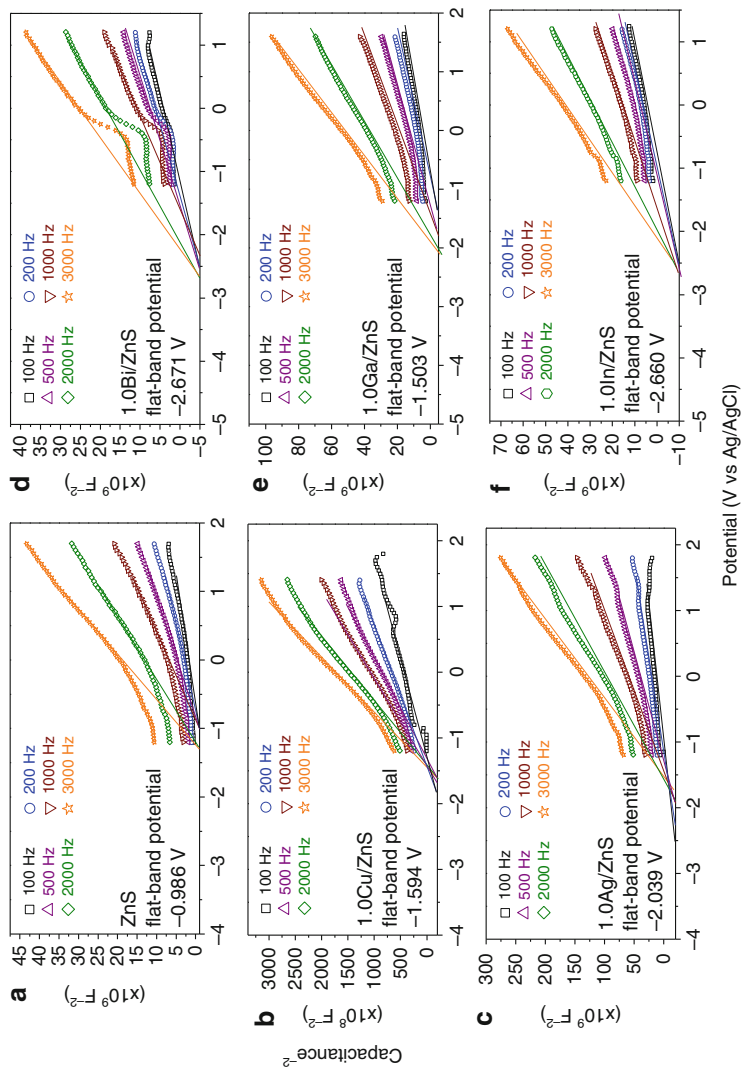 a
ZnS
flat-band potential
−0.986 V
100 Hz
200 Hz
500 Hz
1000 Hz
2000 Hz
3000 Hz
(x10⁹ F⁻²)
45
40
35
30
25
20
15
10
5
−4
−3
−2
−1
0
1
2
b
1.0Cu/ZnS
flat-band potential
−1.594 V
100 Hz
200 Hz
500 Hz
1000 Hz
2000 Hz
3000 Hz
(x10⁸ F⁻²)
3000
2500
2000
1500
1000
500
0
−4
−3
−2
−1
0
1
2
c
1.0Ag/ZnS
flat-band potential
−2.039 V
100 Hz
200 Hz
500 Hz
1000 Hz
2000 Hz
3000 Hz
(x10⁹ F⁻²)
300
250
200
150
100
50
0
−4
−3
−2
−1
0
1
2
d
1.0Bi/ZnS
flat-band potential
−2.671 V
100 Hz
200 Hz
500 Hz
1000 Hz
2000 Hz
3000 Hz
(x10⁹ F⁻²)
40
35
30
25
20
15
10
5
0
−5
−5
−4
−3
−2
−1
0
1
e
1.0Ga/ZnS
flat-band potential
−1.503 V
100 Hz
200 Hz
500 Hz
1000 Hz
2000 Hz
3000 Hz
(x10⁹ F⁻²)
100
80
60
40
20
0
−4
−3
−2
−1
0
1
2
f
1.0In/ZnS
flat-band potential
−2.660 V
100 Hz
200 Hz
500 Hz
1000 Hz
2000 Hz
3000 Hz
(x10⁹ F⁻²)
70
60
50
40
30
20
10
0
−10
−5
−4
−3
−2
−1
0
1
Capacitance⁻²
Potential (V vs Ag/AgCl)